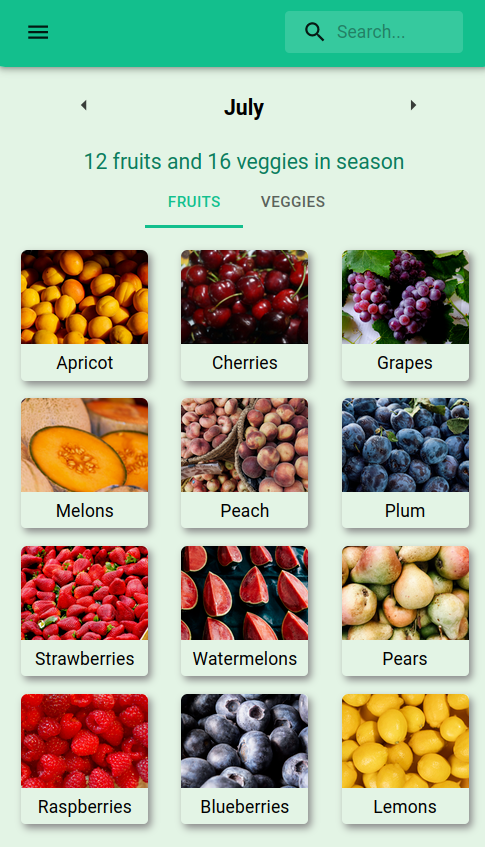 Search...
July
12 fruits and 16 veggies in season
FRUITS VEGGIES
Apricot Cherries Grapes
Melons Peach Plum
Strawberries Watermelons Pears
Raspberries Blueberries Lemons